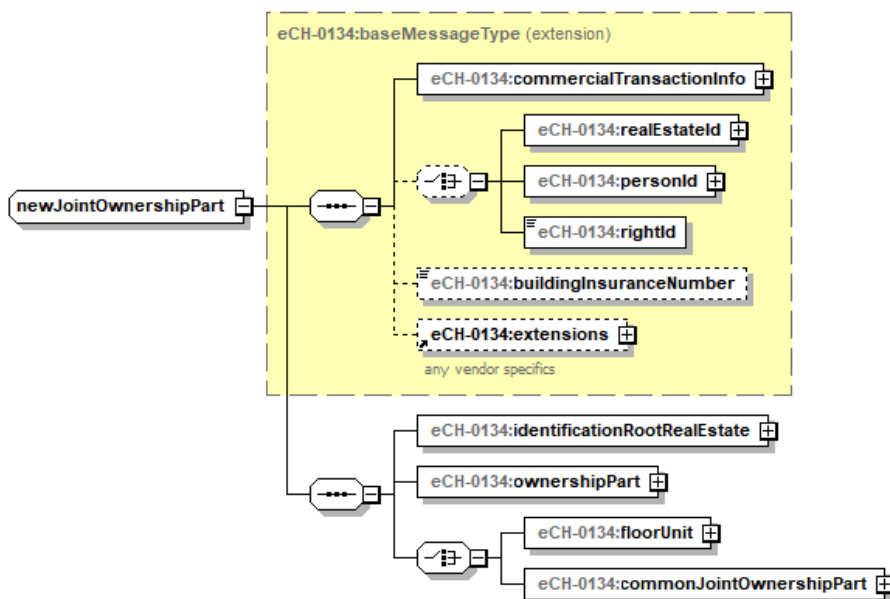 eCH-0134:baseMessageType (extension)
eCH-0134:commercialTransactionInfo
eCH-0134:realEstateId
eCH-0134:personId
newJointOwnershipPart
eCH-0134:rightId
eCH-0134:buildingInsuranceNumber
eCH-0134:extensions
any vendor specifics
eCH-0134:identificationRootRealEstate
eCH-0134:ownershipPart
eCH-0134:floorUnit
eCH-0134:commonJointOwnershipPart